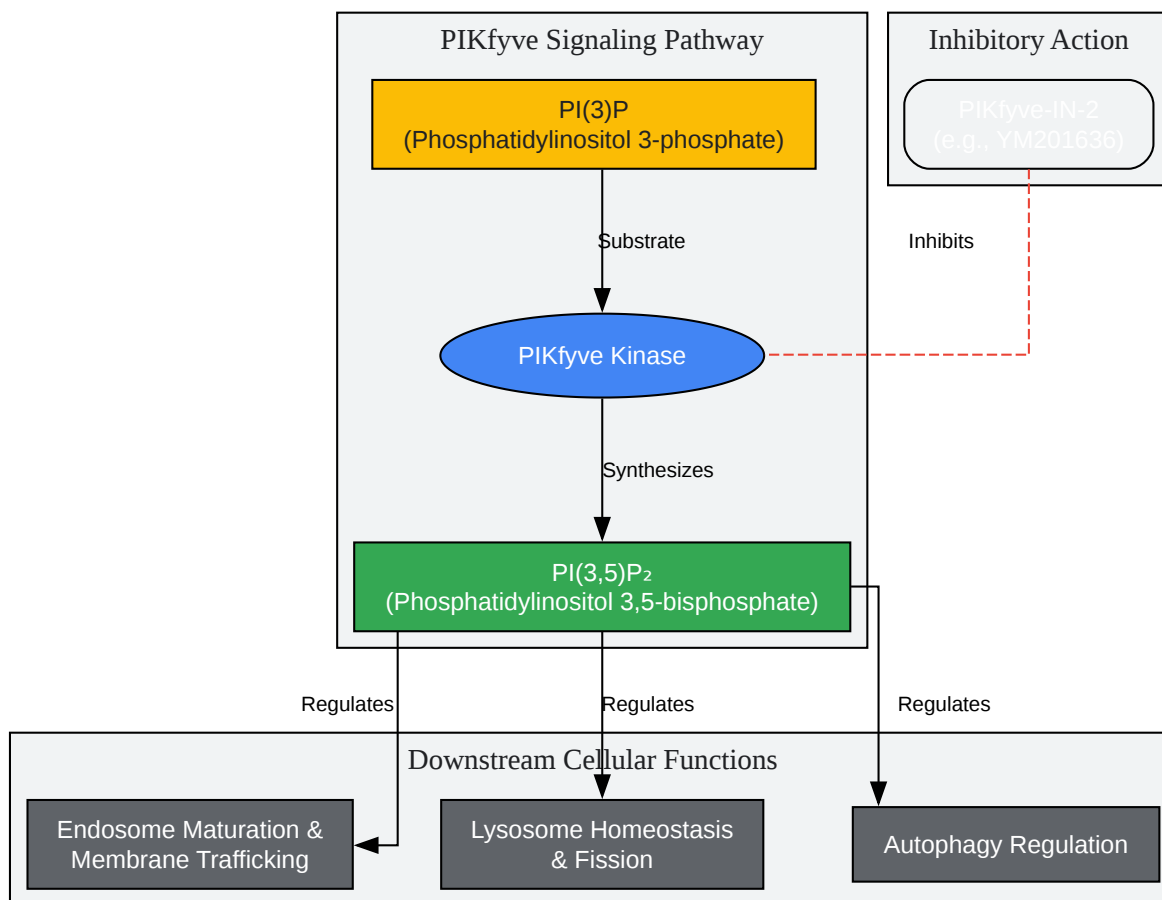 PIKfyve Signaling Pathway
Inhibitory Action
PI(3)P
(Phosphatidylinositol 3-phosphate)
PIKfyve-IN-2
(e.g., YM201636)
Substrate
Inhibits
PIKfyve Kinase
Synthesizes
PI(3,5)P₂
(Phosphatidylinositol 3,5-bisphosphate)
Regulates
Regulates
Regulates
Downstream Cellular Functions
Endosome Maturation &
Membrane Trafficking
Lysosome Homeostasis
& Fission
Autophagy Regulation